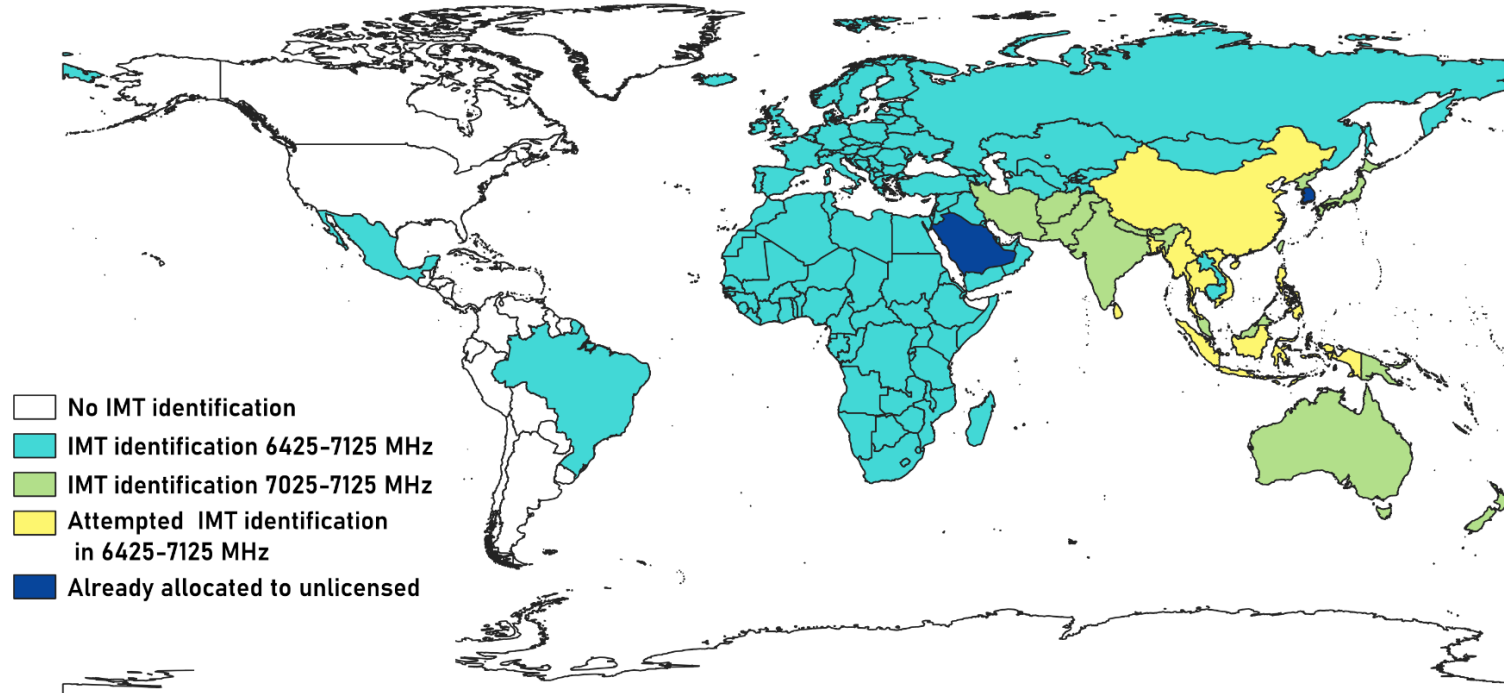 No IMT identification
IMT identification 6425-7125 MHz
IMT identification 7025-7125 MHz
Attempted IMT identification
in 6425-7125 MHz
Already allocated to unlicensed